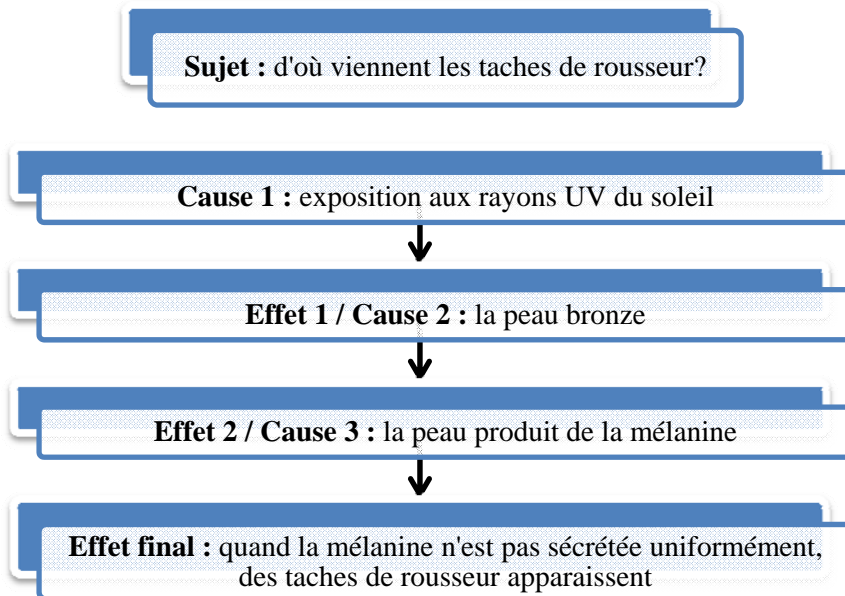 Sujet : d'où viennent les taches de rousseur?
Cause 1 : exposition aux rayons UV du soleil
Effet 1 / Cause 2 : la peau bronze
Effet 2 / Cause 3 : la peau produit de la mélanine
Effet final : quand la mélanine n'est pas sécrétée uniformément,
des taches de rousseur apparaissent